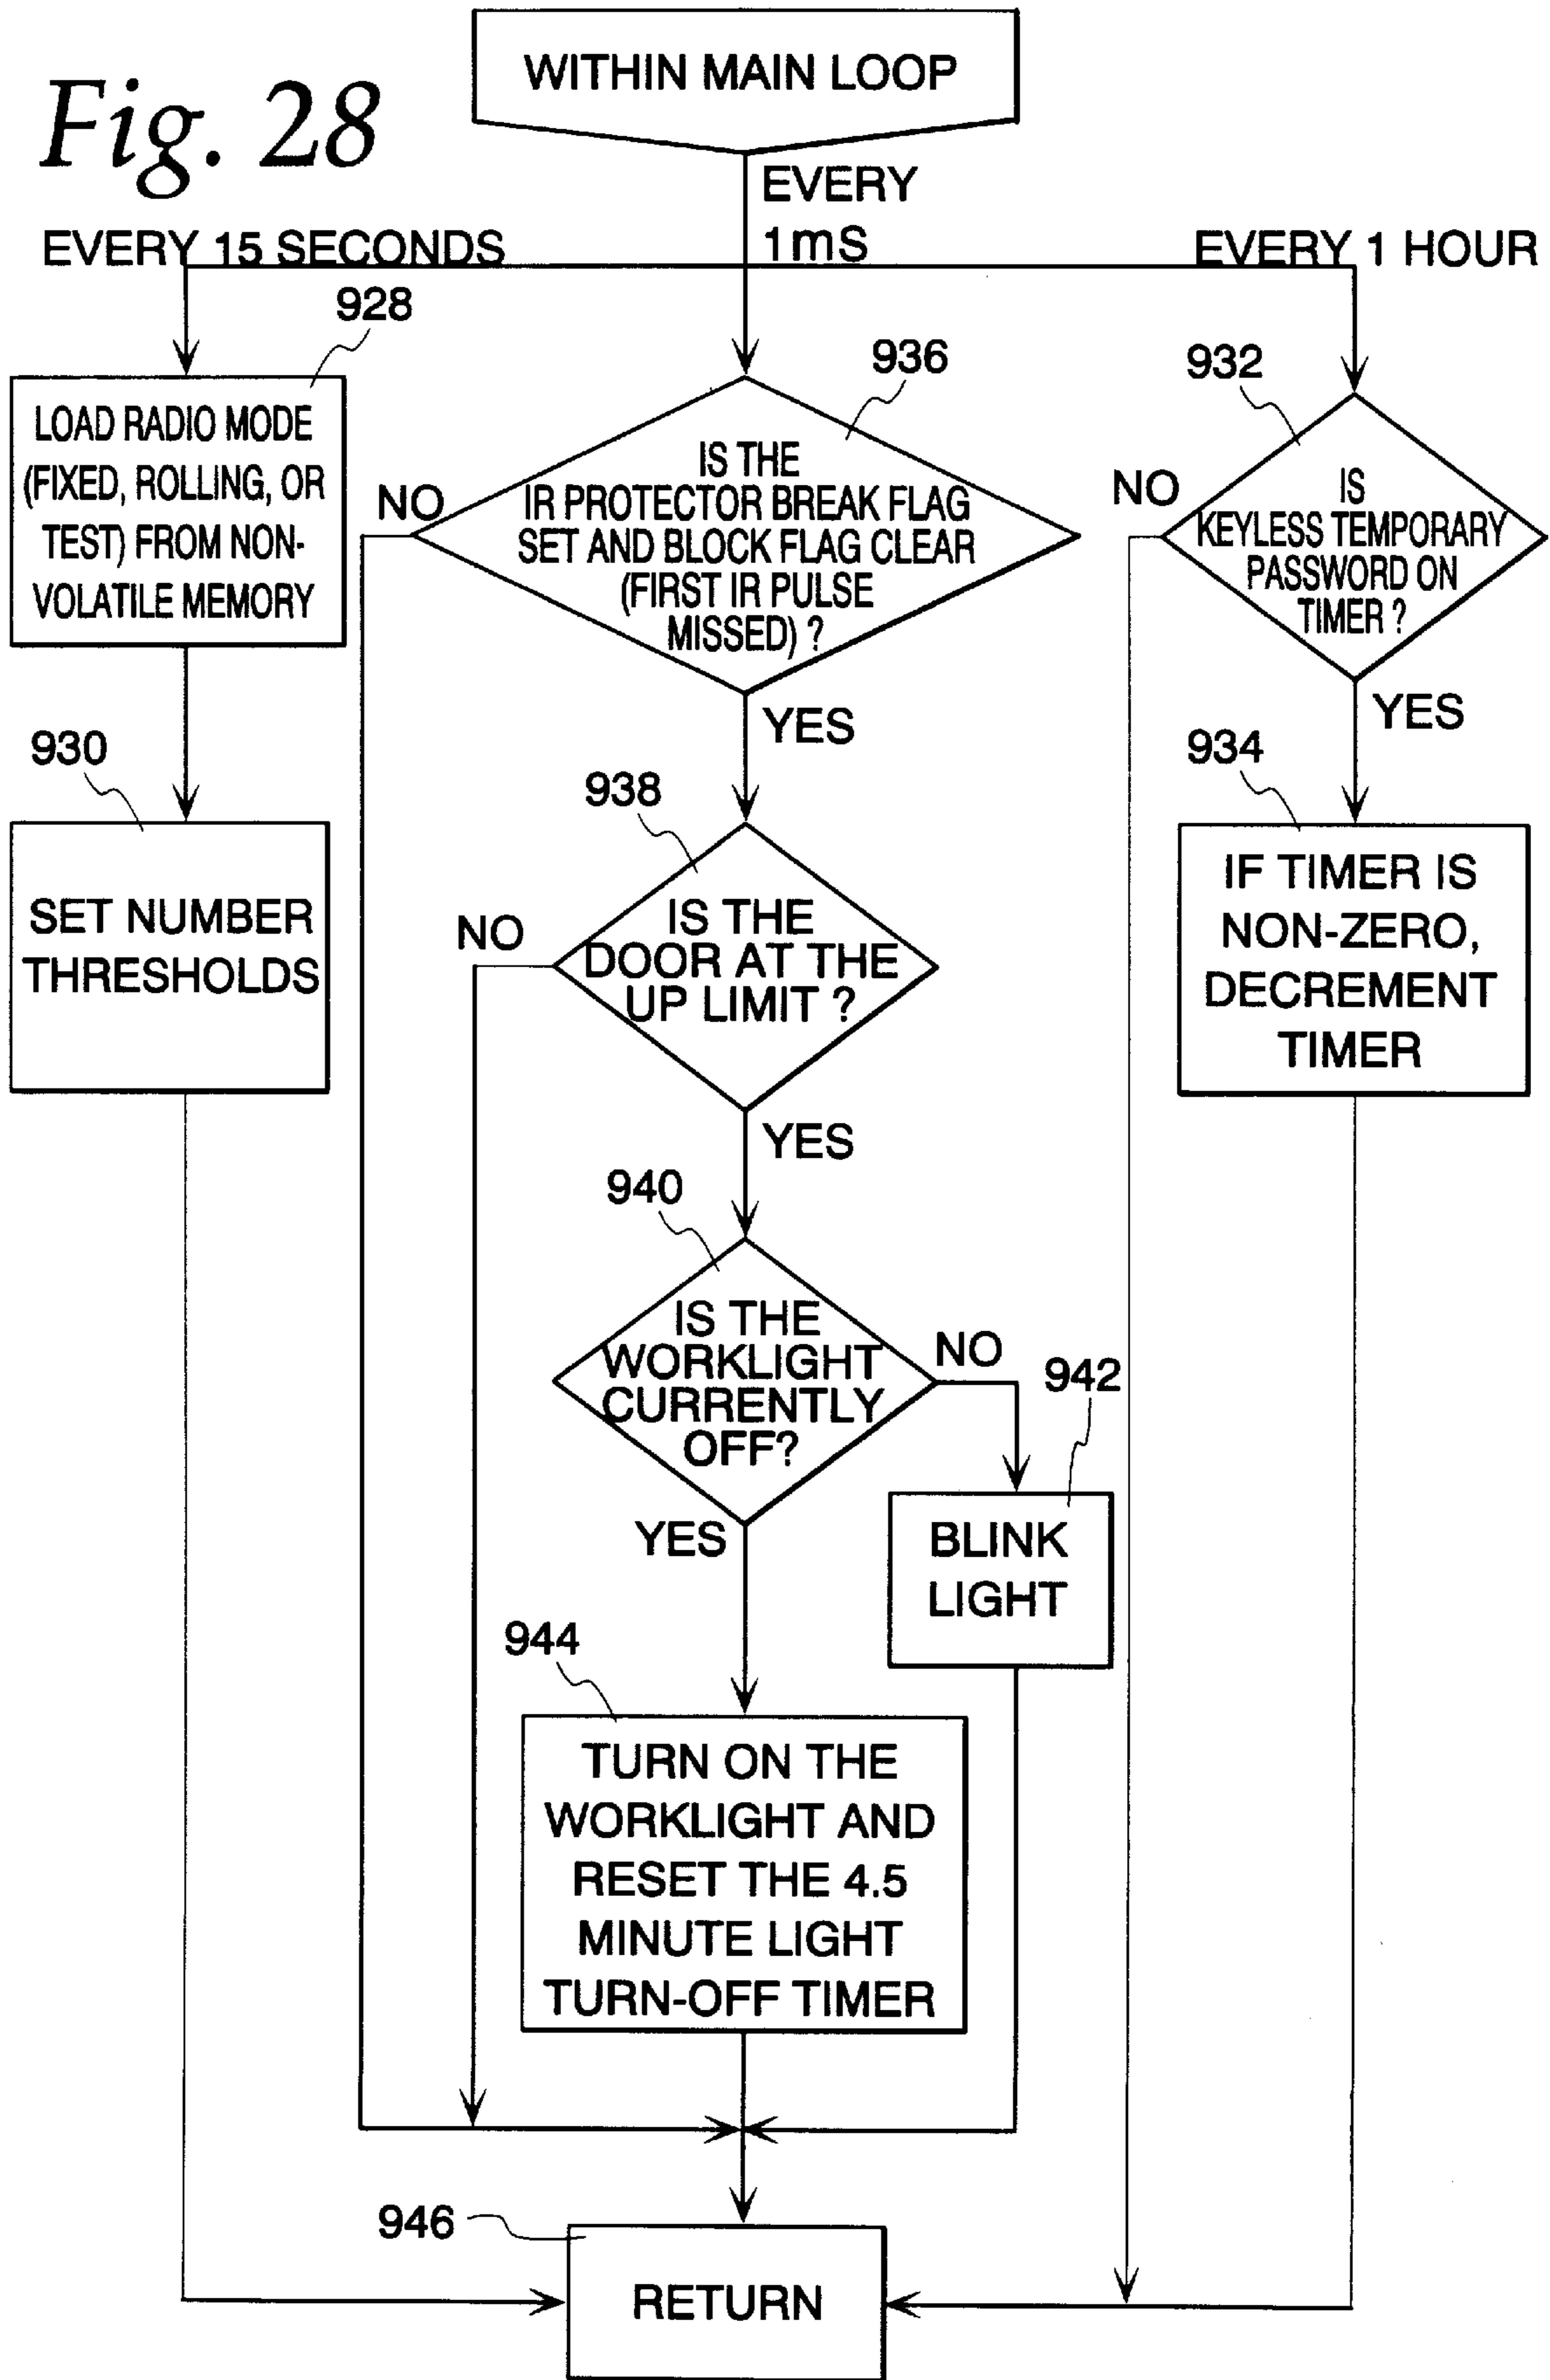 Fig. 28
WITHIN MAIN LOOP
EVERY
1mS
EVERY 15 SECONDS
EVERY 1 HOUR
928
LOAD RADIO MODE
(FIXED, ROLLING, OR
TEST) FROM NON-
VOLATILE MEMORY
936
IS THE
IR PROTECTOR BREAK FLAG
SET AND BLOCK FLAG CLEAR
(FIRST IR PULSE
MISSED) ?
NO
YES
932
IS
KEYLESS TEMPORARY
PASSWORD ON
TIMER ?
NO
YES
930
SET NUMBER
THRESHOLDS
938
IS THE
DOOR AT THE
UP LIMIT ?
NO
YES
934
IF TIMER IS
NON-ZERO,
DECREMENT
TIMER
940
IS THE
WORKLIGHT
CURRENTLY
OFF?
NO
YES
942
BLINK
LIGHT
944
TURN ON THE
WORKLIGHT AND
RESET THE 4.5
MINUTE LIGHT
TURN-OFF TIMER
946
RETURN